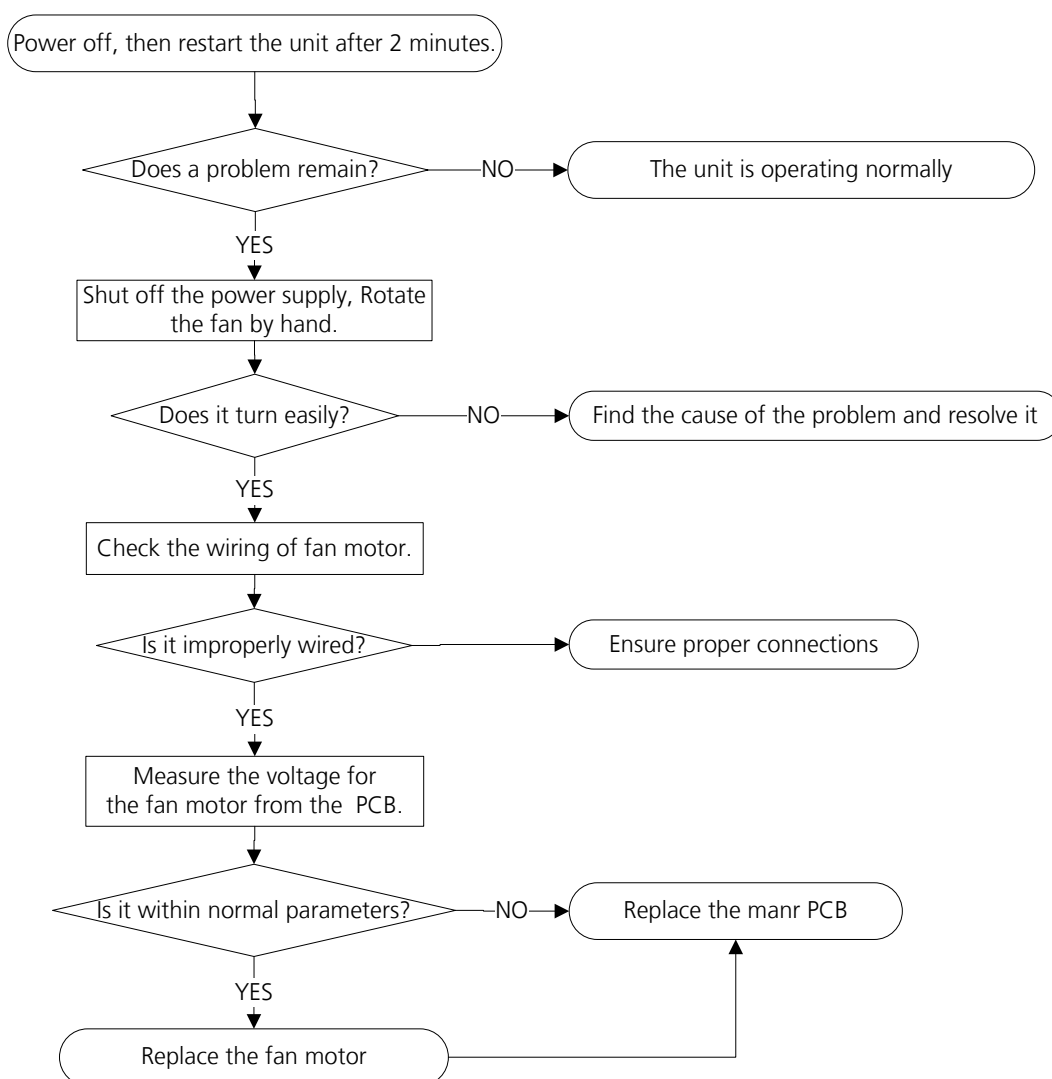 Power off, then restart the unit after 2 minutes.
Does a problem remain?
NO
The unit is operating normally
YES
Shut off the power supply, Rotate
the fan by hand.
Does it turn easily?
NO
Find the cause of the problem and resolve it
YES
Check the wiring of fan motor.
Is it improperly wired?
Ensure proper connections
YES
Measure the voltage for
the fan motor from the PCB.
Is it within normal parameters?
NO
Replace the manr PCB
YES
Replace the fan motor